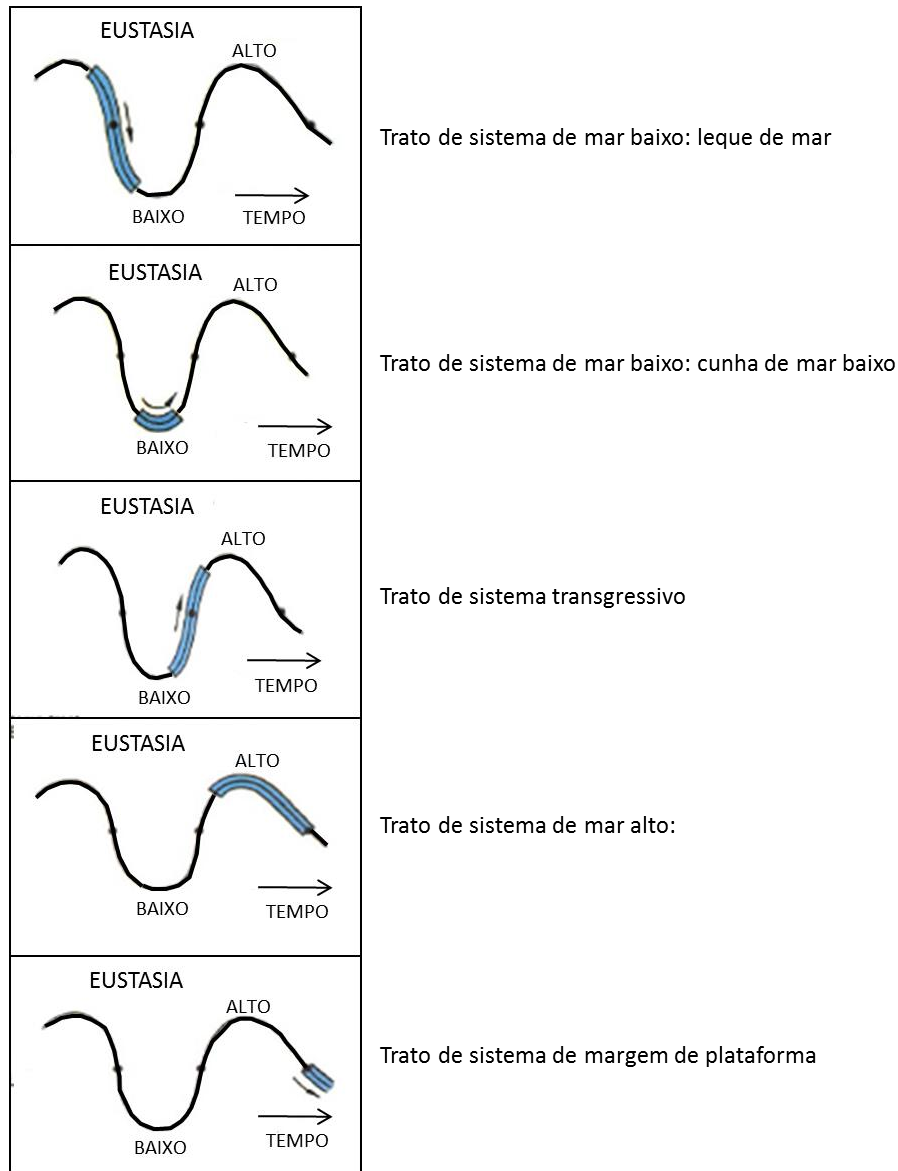 EUSTASIA
ALTO
Trato de sistema de mar baixo: leque de mar
BAIXO
TEMPO
EUSTASIA
ALTO
Trato de sistema de mar baixo: cunha de mar baixo
BAIXO
TEMPO
EUSTASIA
ALTO
Trato de sistema transgressivo
BAIXO
TEMPO
EUSTASIA
ALTO
Trato de sistema de mar alto:
BAIXO
TEMPO
EUSTASIA
ALTO
Trato de sistema de margem de plataforma
BAIXO
TEMPO